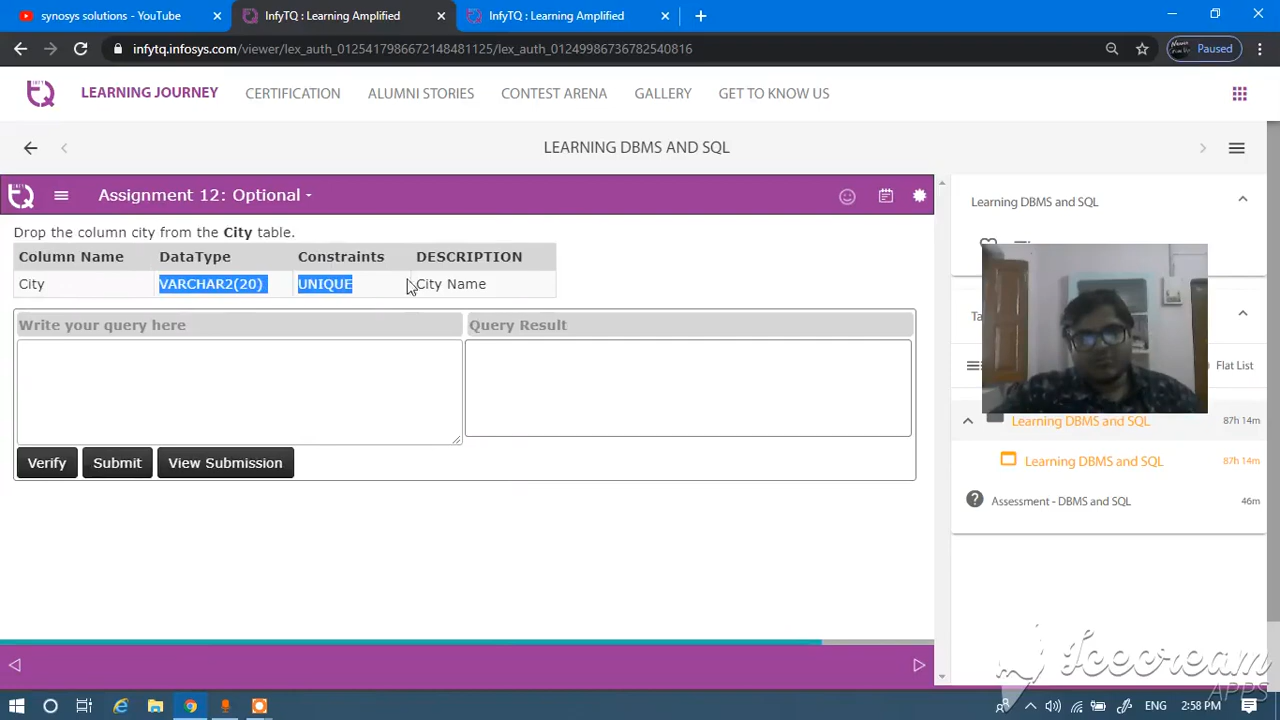 synosys solutions - YouTube
InfyTQ : Learning Amplified
InfyTQ : Learning Amplified
infytq.infosys.com/viewer/lex_auth_0125417986672148481125/lex_auth_01249986736782540816
Paused
LEARNING JOURNEY
CERTIFICATION
ALUMNI STORIES
CONTEST ARENA
GALLERY
GET TO KNOW US
LEARNING DBMS AND SQL
Assignment 12: Optional
Learning DBMS and SQL
Drop the column city from the City table.
Column Name DataType Constraints DESCRIPTION
City VARCHAR2(20) UNIQUE City Name
Write your query here
Query Result
Flat List
Learning DBMS and SQL 87h 14m
Learning DBMS and SQL 87h 14m
Verify
Submit
View Submission
Assessment - DBMS and SQL 46m
Icecream
APPS
ENG
2:58 PM